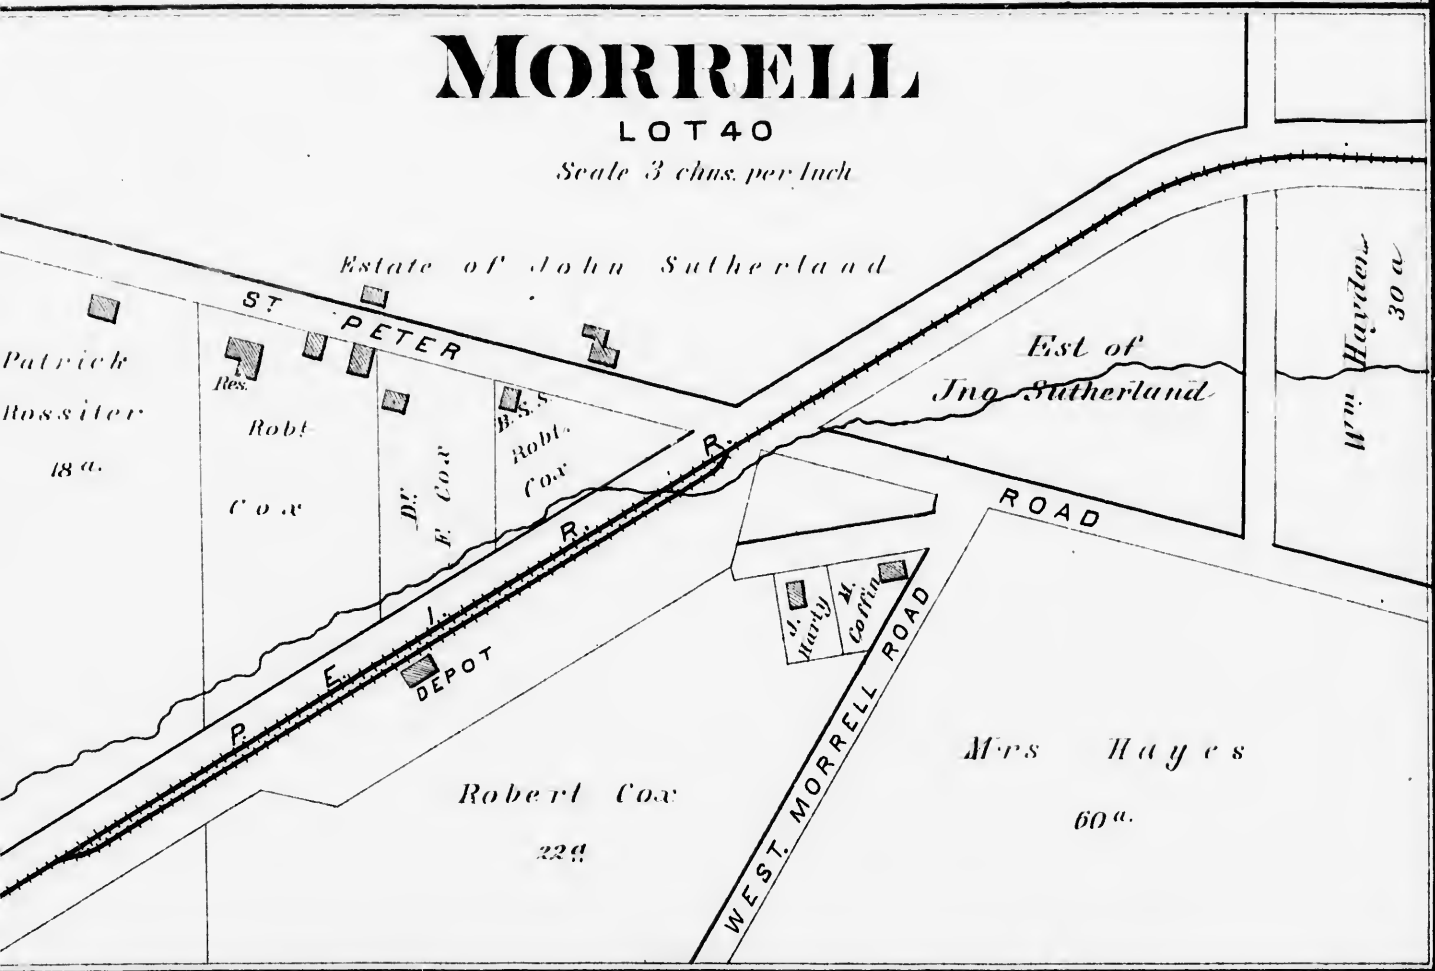 MORRELL
LOT 40
Scale 3 chns. per Inch
Estate of John Sutherland
ST. PETER ROAD
Patrick
Rossiter
18 a.
Res.
Robt
Cox
Dr.
F. Cox
B.S.S.
Robt.
Cox
P. E. I. R. R.
DEPOT
Est of
Jno Sutherland
Wm Hayden
30 a
J.
Harty
M.
Coffin
WEST. MORRELL ROAD
Robert Cox
22 a
Mrs Hayes
60 a.